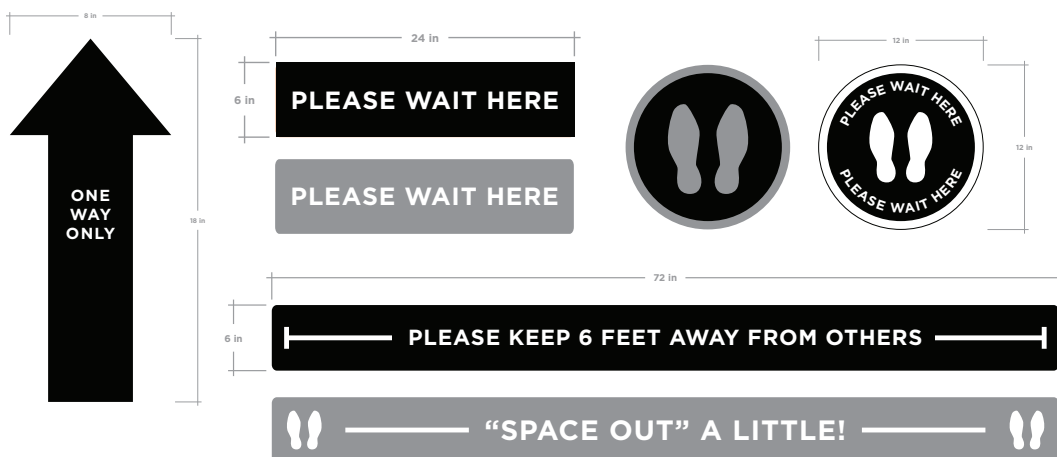 8 in
18 in
ONE
WAY
ONLY
24 in
6 in
PLEASE WAIT HERE
PLEASE WAIT HERE
12 in
12 in
PLEASE WAIT HERE
PLEASE WAIT HERE
72 in
6 in
PLEASE KEEP 6 FEET AWAY FROM OTHERS
“SPACE OUT” A LITTLE!